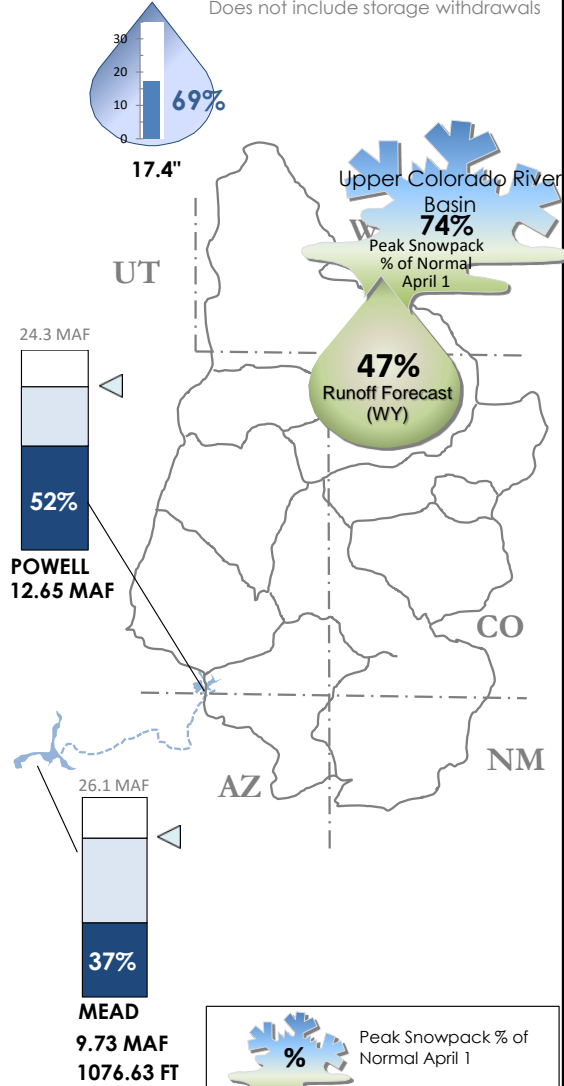 Does not include storage withdrawals
30
20
10
0
69%
17.4"
Upper Colorado River
Basin
74%
Peak Snowpack
% of Normal
April 1
W
UT
24.3 MAF
47%
Runoff Forecast
(WY)
52%
POWELL
12.65 MAF
CO
NM
AZ
26.1 MAF
37%
MEAD
9.73 MAF
1076.63 FT
%
Peak Snowpack % of
Normal April 1